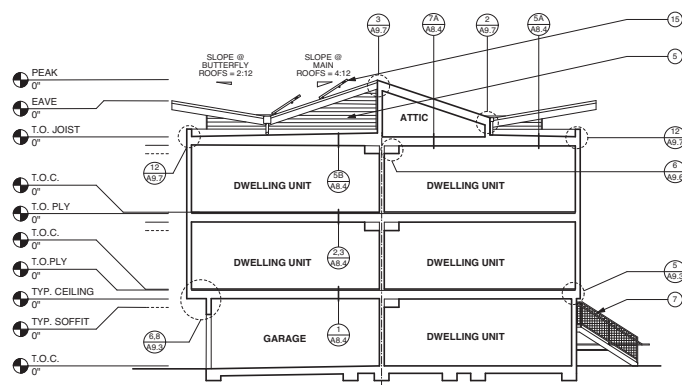 3
A9.7
7A
A8.4
2
A9.7
5A
A8.4
15
SLOPE @
BUTTERFLY
ROOFS = 2:12
SLOPE @
MAIN
ROOFS = 4:12
5
PEAK
0"
EAVE
0"
ATTIC
T.O. JOIST
0"
12
A9.7
12
A9.7
6
A9.6
T.O.C.
0"
DWELLING UNIT
5B
A8.4
DWELLING UNIT
T.O. PLY
0"
T.O.C.
0"
T.O.PLY
0"
DWELLING UNIT
2,3
A8.4
DWELLING UNIT
5
A9.3
TYP. CEILING
0"
7
TYP. SOFFIT
0"
6,8
A9.3
GARAGE
1
A8.4
DWELLING UNIT
T.O.C.
0"